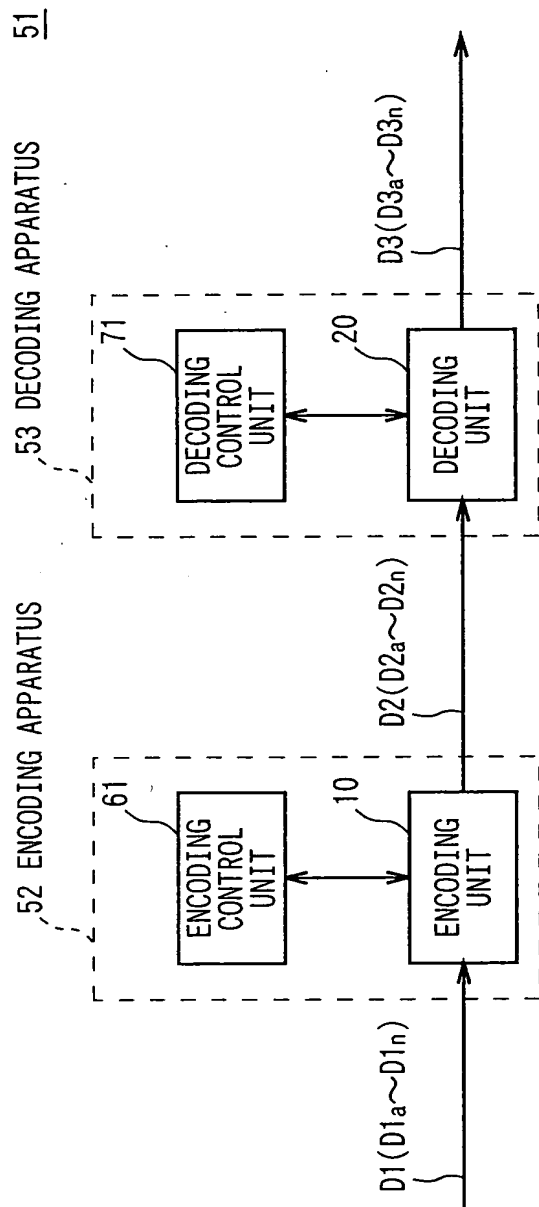 51
52 ENCODING APPARATUS
53 DECODING APPARATUS
61
ENCODING
CONTROL
UNIT
71
DECODING
CONTROL
UNIT
10
ENCODING
UNIT
20
DECODING
UNIT
D1(D1a～D1n)
D2(D2a～D2n)
D3(D3a～D3n)